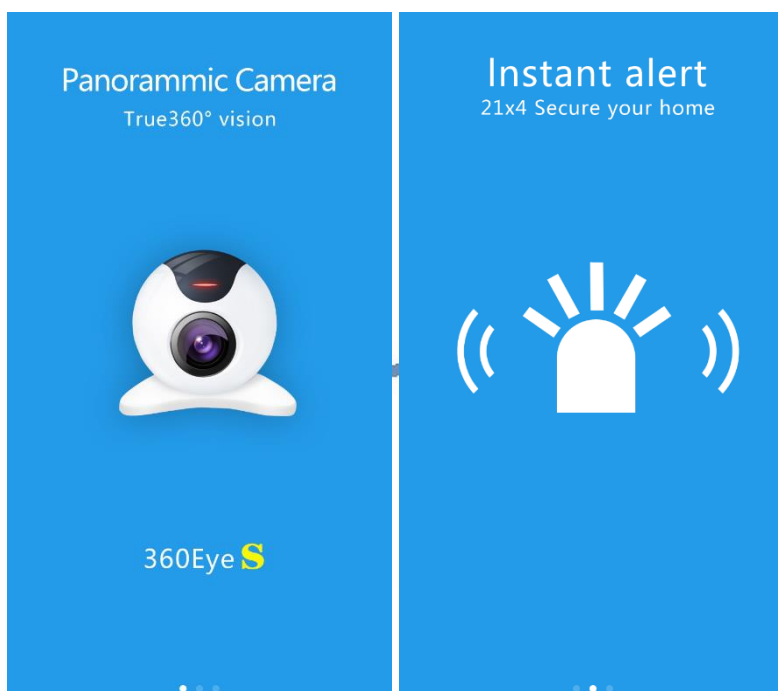 Panorammic Camera
True360° vision
360Eye S
Instant alert
21x4 Secure your home